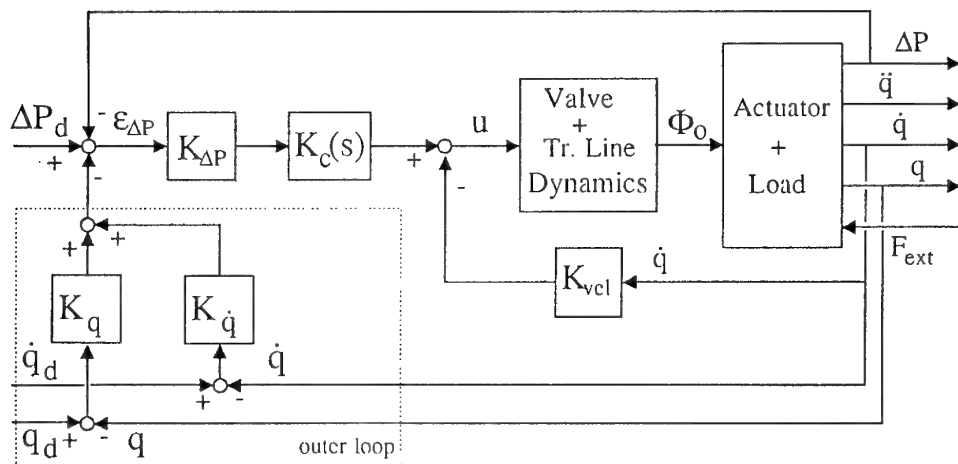 ΔP
q̈
q̇
q
F_ext
ΔP_d
+
-
-
ε_ΔP
K_ΔP
K_c(s)
+
-
u
Valve
+
Tr. Line
Dynamics
Φ_o
Actuator
+
Load
K_vel
q̇
+
+
K_q
K_q̇
q̇_d
+
-
q̇
q_d
+
-
q
outer loop